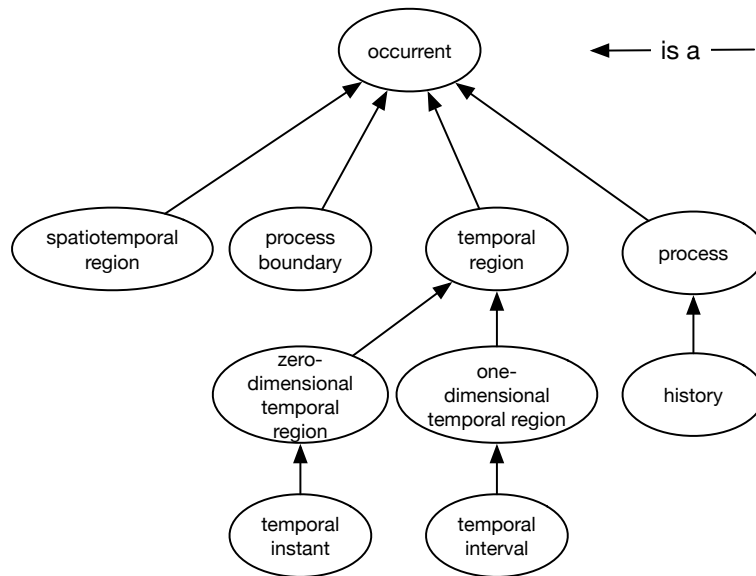 occurrent
is a
spatiotemporal
region
process
boundary
temporal
region
process
zero-
dimensional
temporal
region
one-
dimensional
temporal region
history
temporal
instant
temporal
interval